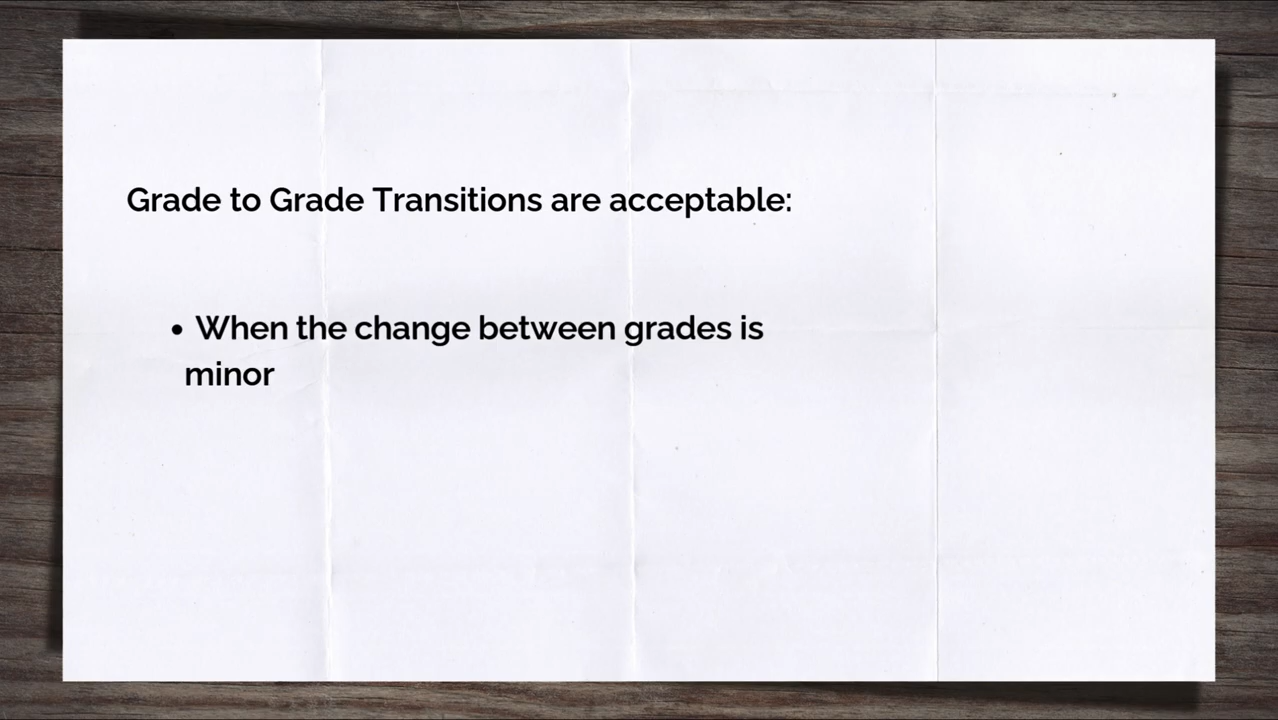 Grade to Grade Transitions are acceptable:
• When the change between grades is
minor